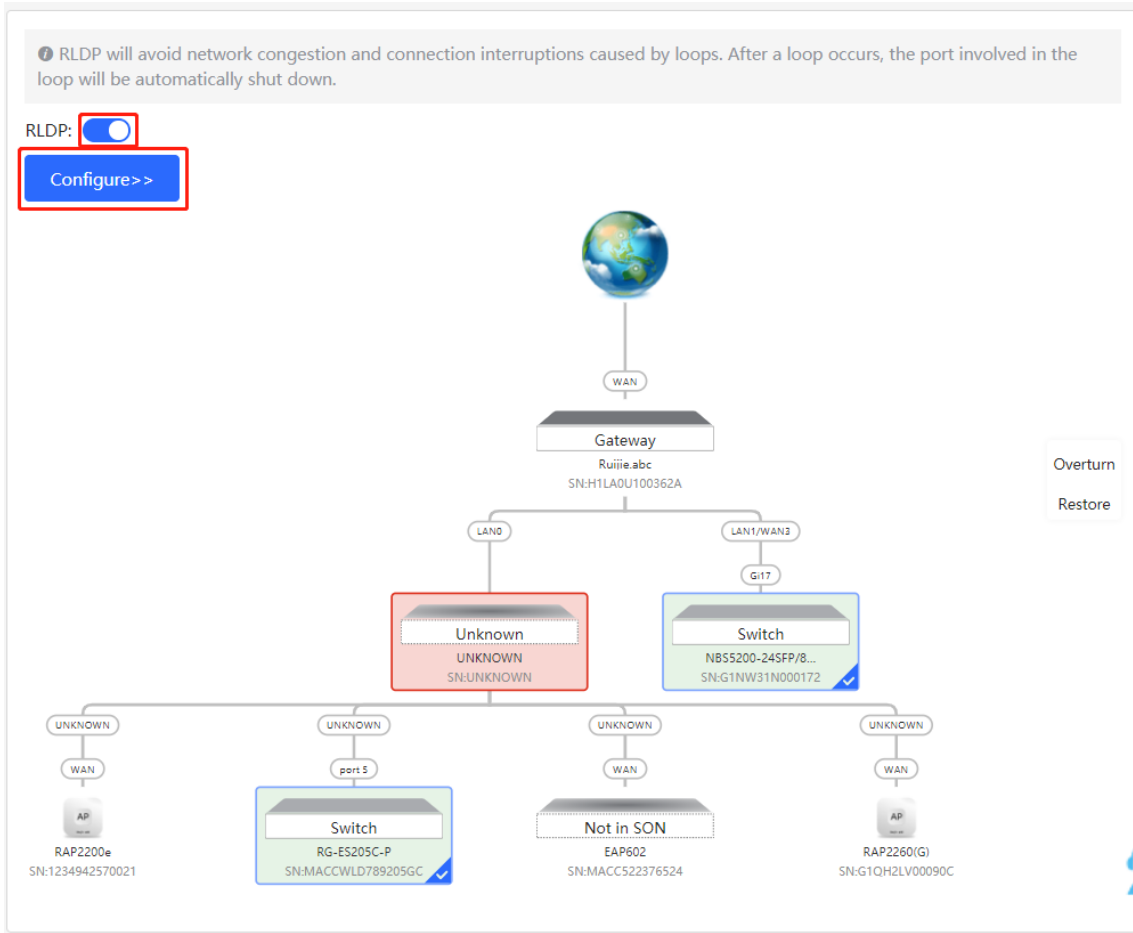 RLDP will avoid network congestion and connection interruptions caused by loops. After a loop occurs, the port involved in the
loop will be automatically shut down.
RLDP:
Configure>>
WAN
Gateway
Ruijie.abc
SN:H1LA0U100362A
Overturn
Restore
LAN0
LAN1/WAN3
Gi17
Unknown
UNKNOWN
SN:UNKNOWN
Switch
NBS5200-24SFP/8...
SN:G1NW31N000172
UNKNOWN
UNKNOWN
UNKNOWN
UNKNOWN
WAN
port 5
WAN
WAN
AP
RAP2200e
SN:1234942570021
Switch
RG-ES205C-P
SN:MACCWLD789205GC
Not in SON
EAP602
SN:MACC522376524
AP
RAP2260(G)
SN:G1QH2LV00090C